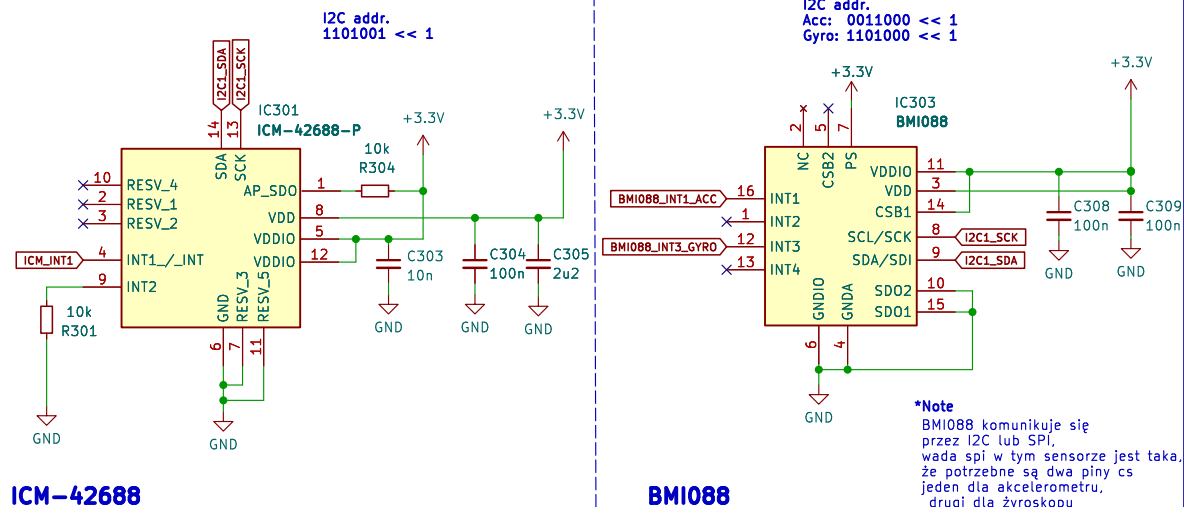 I2C addr.
1101001 << 1
I2C1_SDA
I2C1_SCK
14
13
IC301
ICM-42688-P
SDA
SCK
10 RESV_4
2 RESV_1
3 RESV_2
ICM_INT1
4 INT1_/_INT
9 INT2
10k
R301
GND
AP_SDO 1
VDD 8
VDDIO 5
VDDIO 12
10k
R304
+3.3V
+3.3V
C303
10n
GND
C304
100n
GND
C305
2u2
GND
GND
RESV_3
RESV_5
6
7
11
GND
ICM-42688
I2C addr.
Acc: 0011000 << 1
Gyro: 1101000 << 1
+3.3V
IC303
BMI088
2
5
7
NC
CSB2
PS
BMI088_INT1_ACC
16 INT1
1 INT2
BMI088_INT3_GYRO
12 INT3
13 INT4
VDDIO 11
VDD 3
CSB1 14
SCL/SCK 8
I2C1_SCK
SDA/SDI 9
I2C1_SDA
SDO2 10
SDO1 15
GNDIO
GNDA
6
4
GND
+3.3V
C308
100n
GND
C309
100n
GND
*Note
BMI088 komunikuje się
przez I2C lub SPI,
wada spi w tym sensorze jest taka,
że potrzebne są dwa piny cs
jeden dla akcelerometru,
drugi dla żyroskopu
BMI088